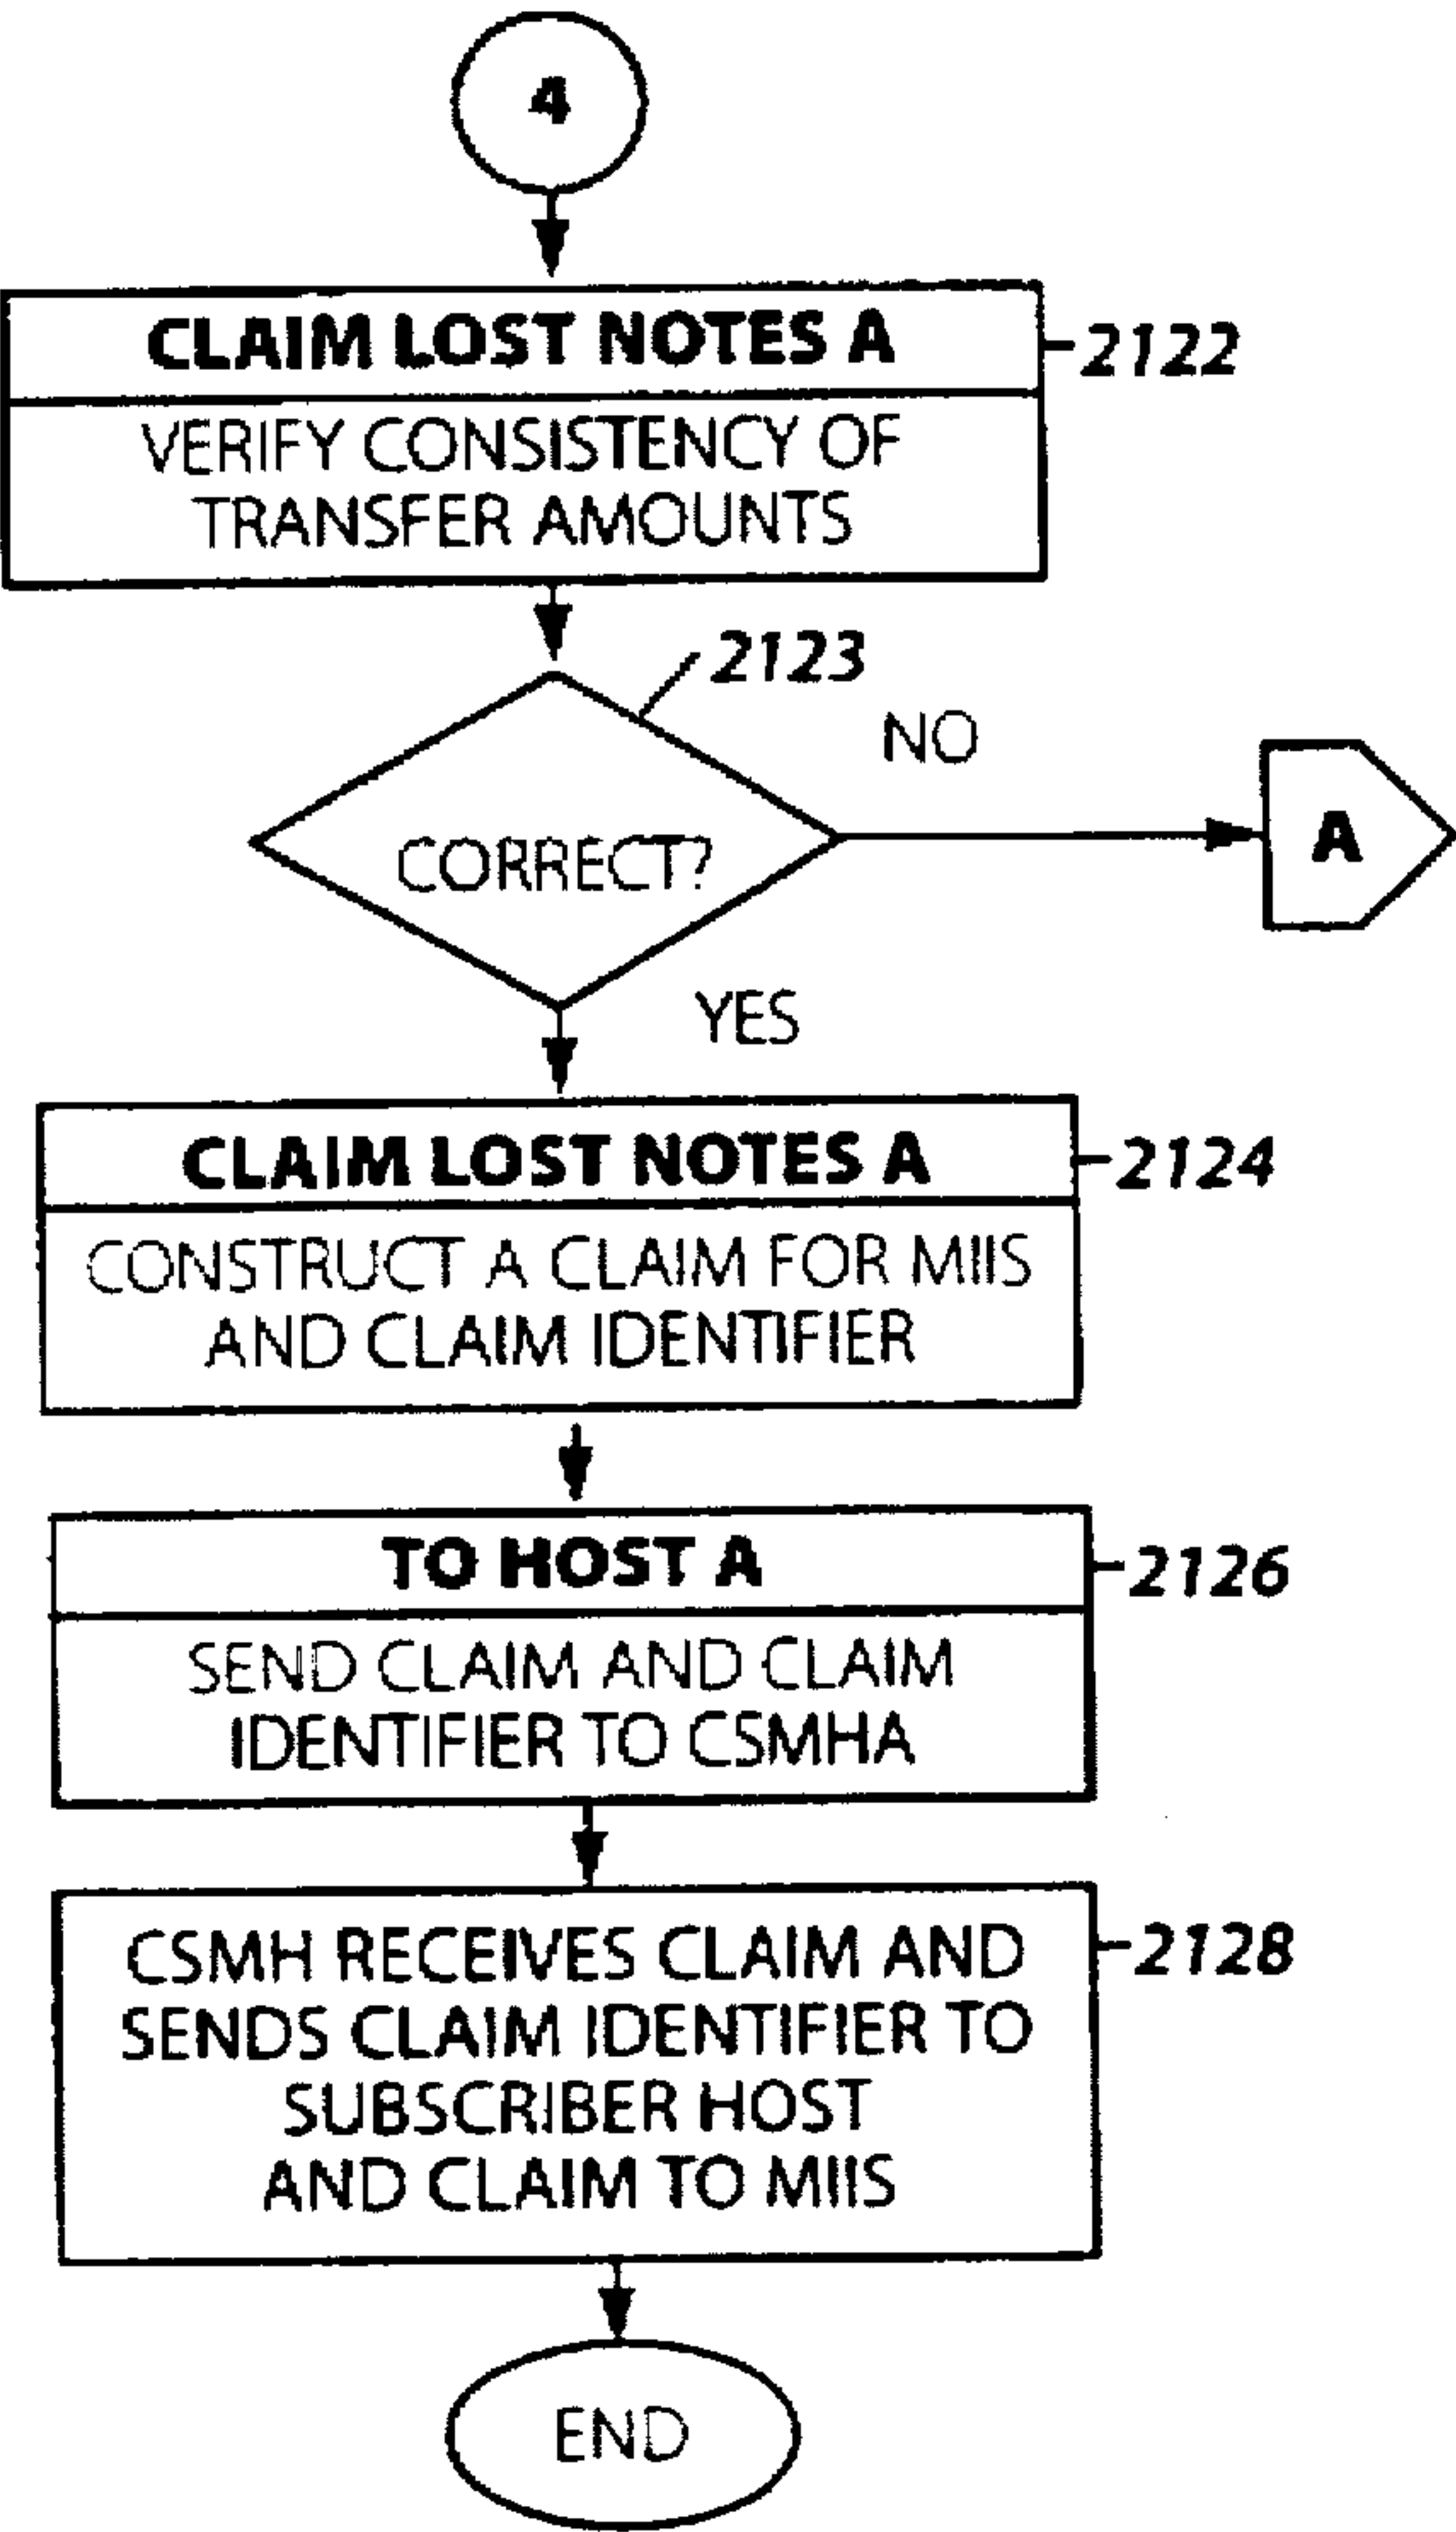 4
CLAIM LOST NOTES A
2122
VERIFY CONSISTENCY OF
TRANSFER AMOUNTS
2123
NO
CORRECT?
A
YES
CLAIM LOST NOTES A
2124
CONSTRUCT A CLAIM FOR MIIS
AND CLAIM IDENTIFIER
TO HOST A
2126
SEND CLAIM AND CLAIM
IDENTIFIER TO CSMHA
CSMH RECEIVES CLAIM AND
2128
SENDS CLAIM IDENTIFIER TO
SUBSCRIBER HOST
AND CLAIM TO MIIS
END